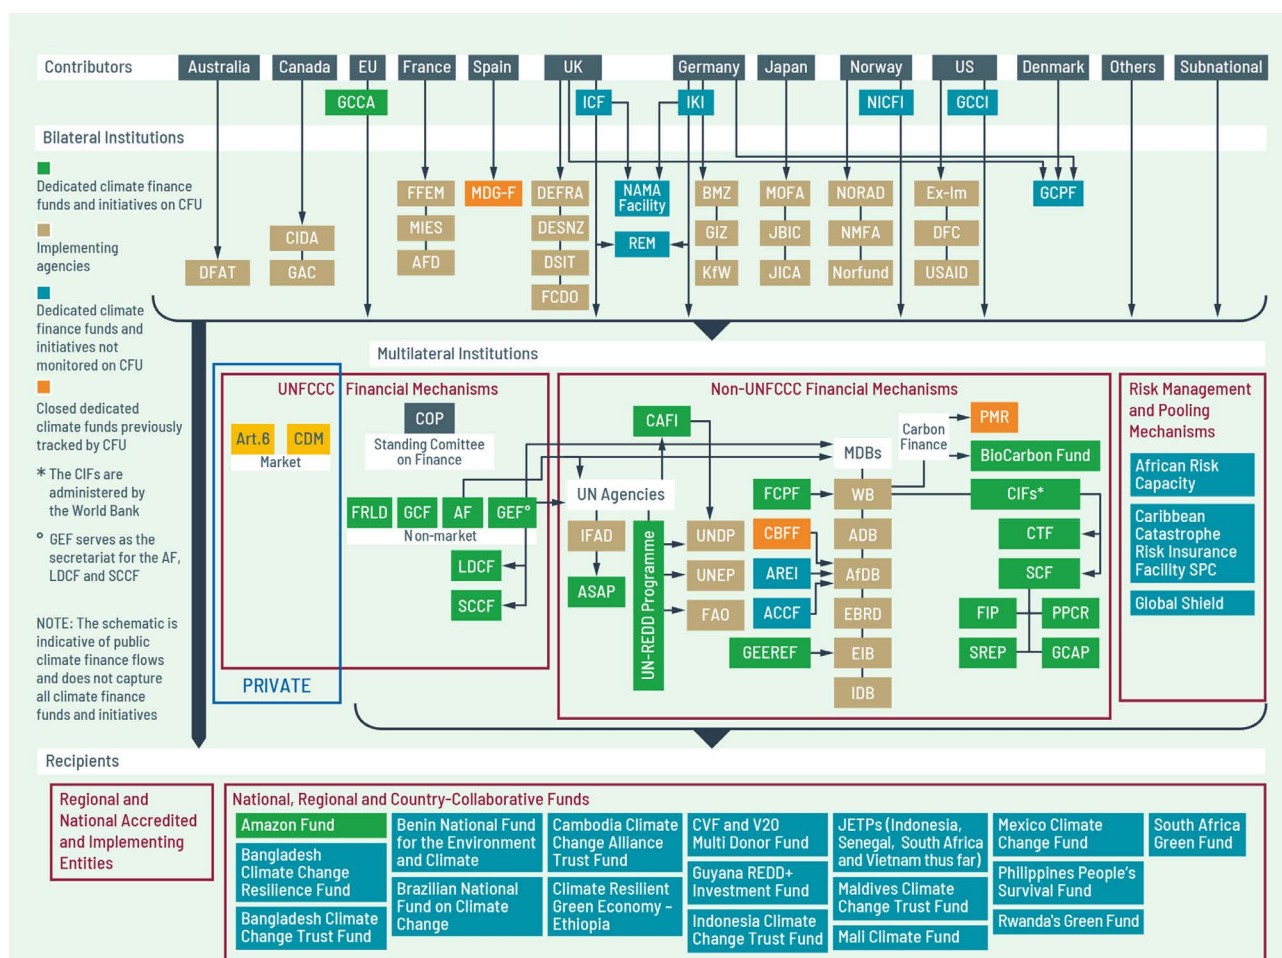 Contributors
Australia
Canada
EU
France
Spain
UK
Germany
Japan
Norway
US
Denmark
Others
Subnational
GCCA
ICF
IKI
NICFI
GCCI
Bilateral Institutions
Dedicated climate finance
funds and initiatives on CFU
Implementing
agencies
Dedicated climate
finance funds and
initiatives not
monitored on CFU
Closed dedicated
climate funds previously
tracked by CFU
* The CIFs are
administered by
the World Bank
° GEF serves as the
secretariat for the AF,
LDCF and SCCF
NOTE: The schematic is
indicative of public
climate finance flows
and does not capture
all climate finance
funds and initiatives
DFAT
CIDA
GAC
FFEM
MIES
AFD
MDG-F
DEFRA
DESNZ
DSIT
FCDO
NAMA
Facility
REM
BMZ
GIZ
KfW
MOFA
JBIC
JICA
NORAD
NMFA
Norfund
Ex-Im
DFC
USAID
GCPF
Multilateral Institutions
UNFCCC Financial Mechanisms
COP
Standing Comittee
on Finance
Art.6
CDM
Market
FRLD
GCF
AF
GEF°
Non-market
LDCF
SCCF
PRIVATE
Non-UNFCCC Financial Mechanisms
CAFI
UN Agencies
IFAD
ASAP
UN-REDD Programme
UNDP
UNEP
FAO
FCPF
CBFF
AREI
ACCF
GEEREF
MDBs
WB
ADB
AfDB
EBRD
EIB
IDB
Carbon
Finance
PMR
BioCarbon Fund
CIFs*
CTF
SCF
FIP
PPCR
SREP
GCAP
Risk Management
and Pooling
Mechanisms
African Risk
Capacity
Caribbean
Catastrophe
Risk Insurance
Facility SPC
Global Shield
Recipients
Regional and
National Accredited
and Implementing
Entities
National, Regional and Country-Collaborative Funds
Amazon Fund
Bangladesh
Climate Change
Resilience Fund
Bangladesh Climate
Change Trust Fund
Benin National Fund
for the Environment
and Climate
Brazilian National
Fund on Climate
Change
Cambodia Climate
Change Alliance
Trust Fund
Climate Resilient
Green Economy –
Ethiopia
CVF and V20
Multi Donor Fund
Guyana REDD+
Investment Fund
Indonesia Climate
Change Trust Fund
JETPs (Indonesia,
Senegal, South Africa
and Vietnam thus far)
Maldives Climate
Change Trust Fund
Mali Climate Fund
Mexico Climate
Change Fund
Philippines People's
Survival Fund
Rwanda's Green Fund
South Africa
Green Fund